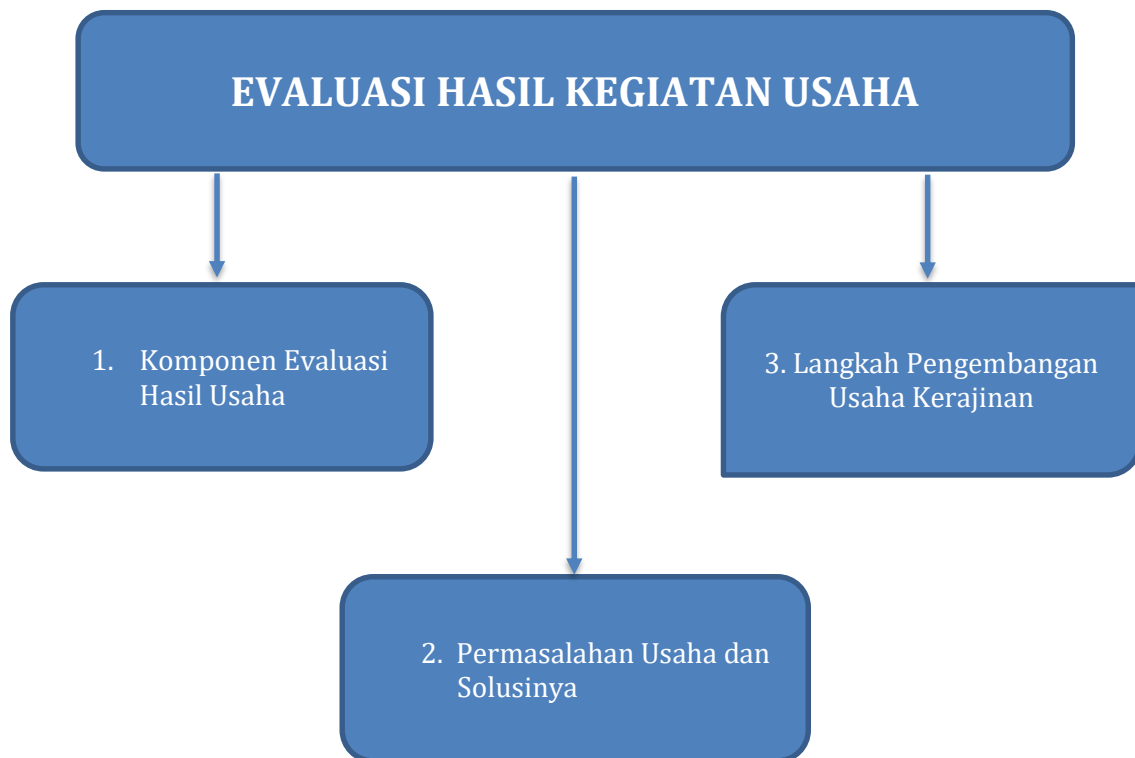 EVALUASI HASIL KEGIATAN USAHA
1. Komponen Evaluasi
Hasil Usaha
2. Permasalahan Usaha dan
Solusinya
3. Langkah Pengembangan
Usaha Kerajinan